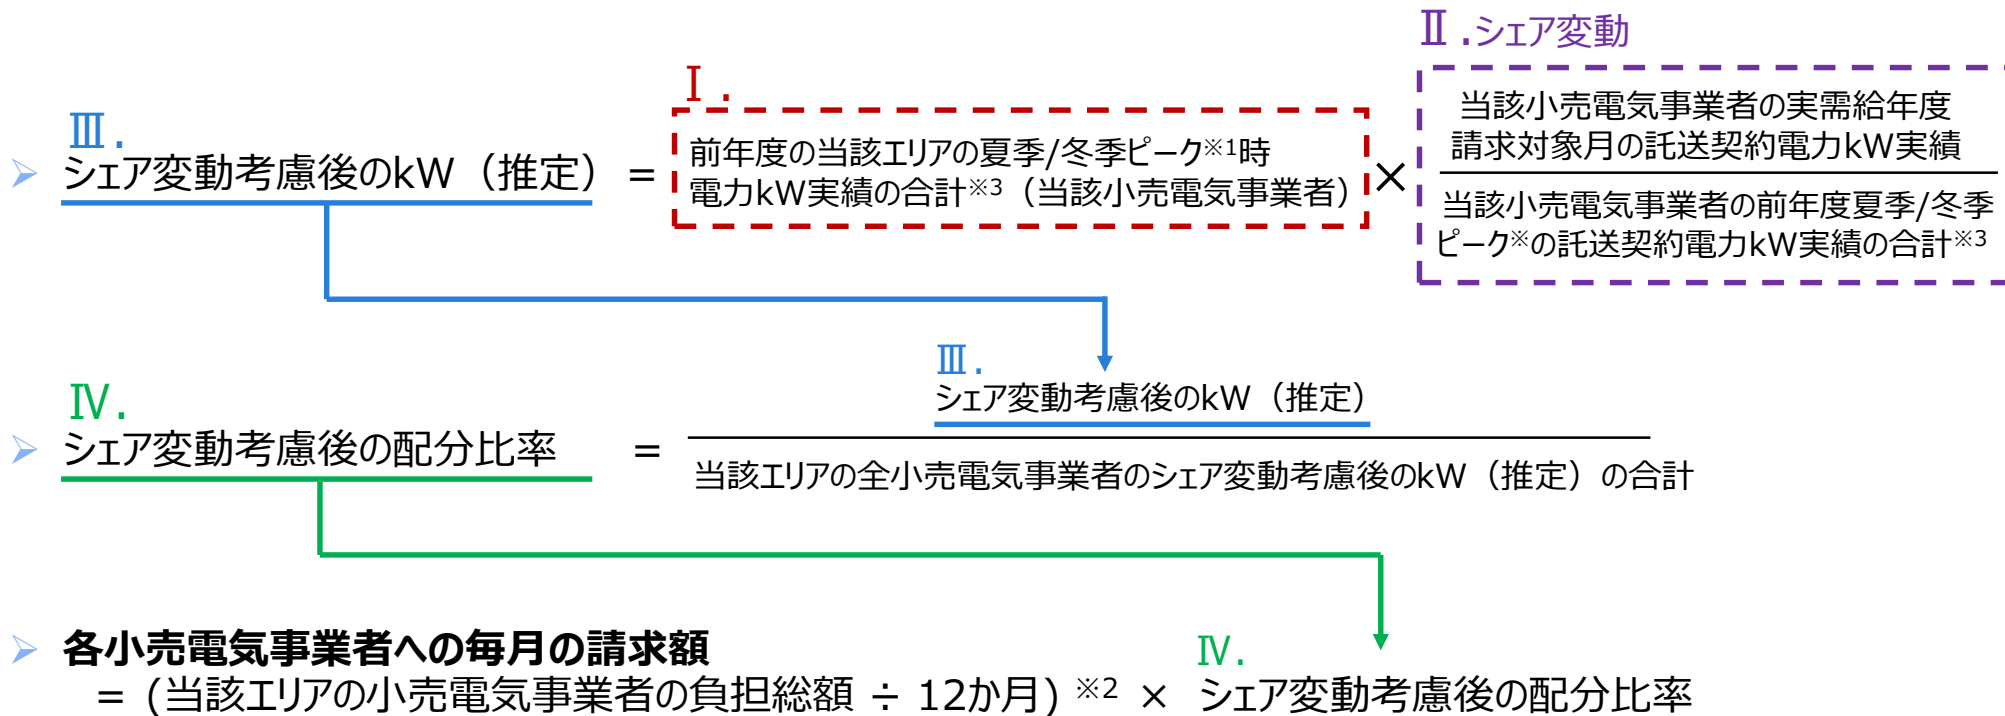 Ⅱ.シェア変動
Ⅰ.
Ⅲ.
➢ シェア変動考慮後のkW（推定） =
前年度の当該エリアの夏季/冬季ピーク※1時
電力kW実績の合計※3（当該小売電気事業者）
×
当該小売電気事業者の実需給年度
請求対象月の託送契約電力kW実績
当該小売電気事業者の前年度夏季/冬季
ピーク※の託送契約電力kW実績の合計※3
Ⅳ.
➢ シェア変動考慮後の配分比率 =
Ⅲ.
シェア変動考慮後のkW（推定）
当該エリアの全小売電気事業者のシェア変動考慮後のkW（推定）の合計
➢ 各小売電気事業者への毎月の請求額
Ⅳ.
= (当該エリアの小売電気事業者の負担総額 ÷ 12か月) ※2 × シェア変動考慮後の配分比率